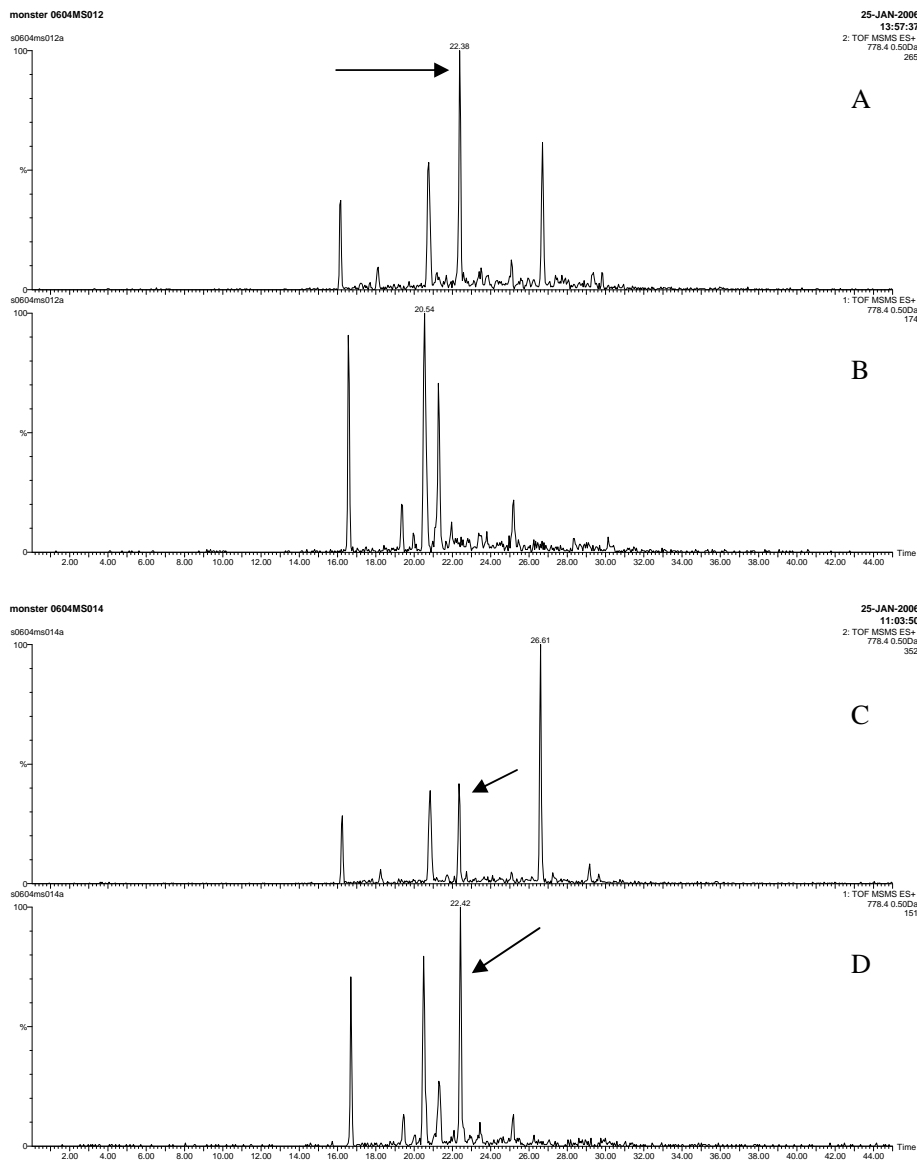 monster 0604MS012
25-JAN-2006
13:57:37
s0604ms012a
2: TOF MSMS ES+
778.4 0.50Da
265
22.38
100
%
0
A
s0604ms012a
1: TOF MSMS ES+
778.4 0.50Da
174
20.54
100
%
0
B
2.00 4.00 6.00 8.00 10.00 12.00 14.00 16.00 18.00 20.00 22.00 24.00 26.00 28.00 30.00 32.00 34.00 36.00 38.00 40.00 42.00 44.00 Time
monster 0604MS014
25-JAN-2006
11:03:50
s0604ms014a
2: TOF MSMS ES+
778.4 0.50Da
352
26.61
100
%
0
C
s0604ms014a
1: TOF MSMS ES+
778.4 0.50Da
151
22.42
100
%
0
D
2.00 4.00 6.00 8.00 10.00 12.00 14.00 16.00 18.00 20.00 22.00 24.00 26.00 28.00 30.00 32.00 34.00 36.00 38.00 40.00 42.00 44.00 Time